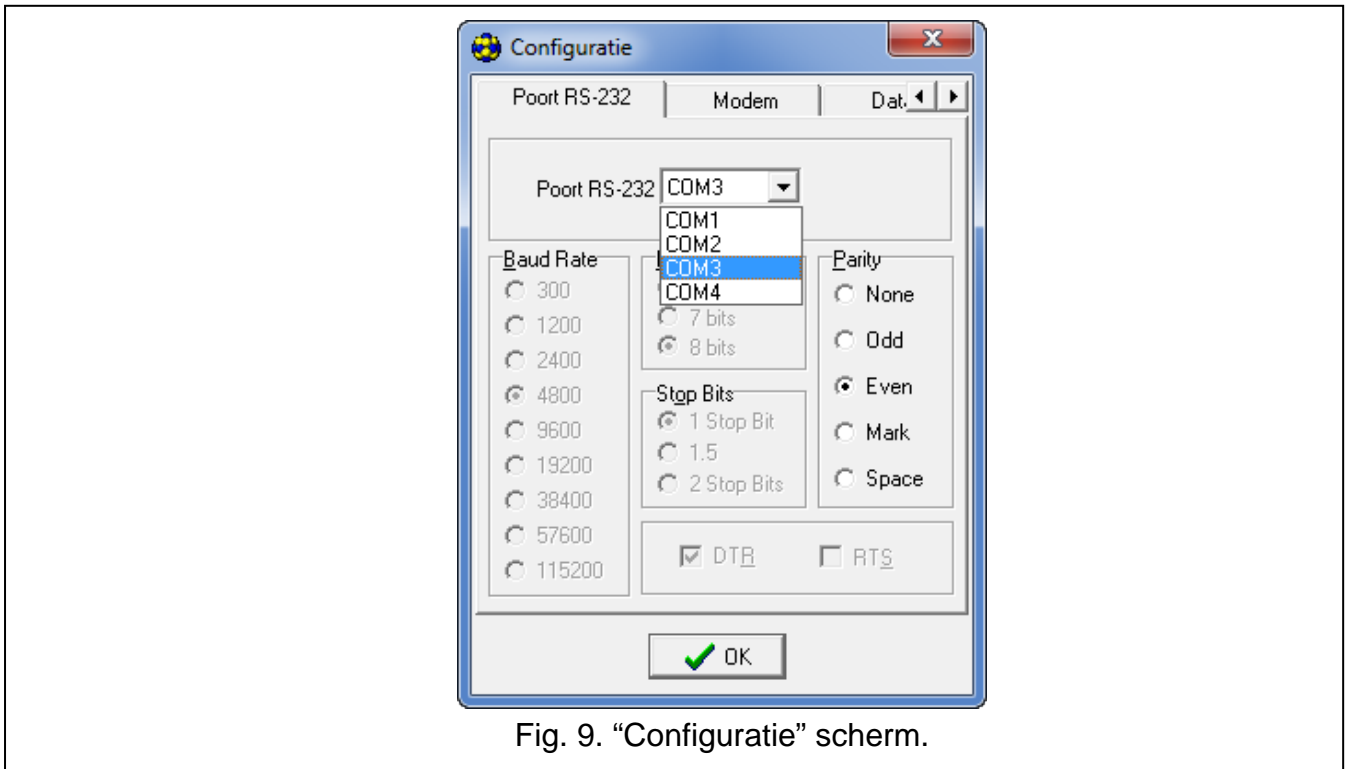 Configuratie
Poort RS-232 Modem Dat
Poort RS-232 COM3
COM1
COM2
COM3
COM4
Baud Rate
300
1200
2400
4800
9600
19200
38400
57600
115200
7 bits
8 bits
Stop Bits
1 Stop Bit
1.5
2 Stop Bits
Parity
None
Odd
Even
Mark
Space
DTR RTS
OK
Fig. 9. “Configuratie” scherm.